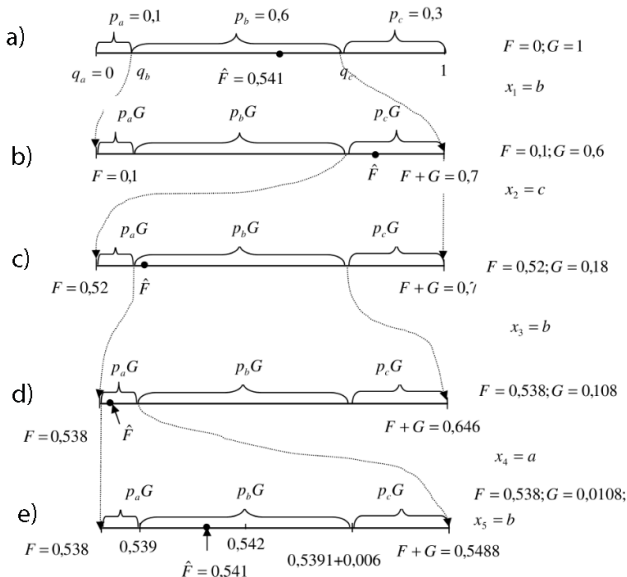 a)
p_a = 0,1 p_b = 0,6 p_c = 0,3
F = 0; G = 1
q_a = 0 q_b F̂ = 0,541 q_c 1
x_1 = b
b)
p_aG p_bG p_cG
F = 0,1; G = 0,6
F = 0,1 F̂ F + G = 0,7
x_2 = c
c)
p_aG p_bG p_cG
F = 0,52; G = 0,18
F = 0,52 F̂ F + G = 0,7
x_3 = b
d)
p_aG p_bG p_cG
F = 0,538; G = 0,108
F = 0,538 F̂ F + G = 0,646
x_4 = a
e)
p_aG p_bG p_cG
F = 0,538; G = 0,0108;
x_5 = b
F = 0,538 0,539 0,542 0,5391+0,006 F + G = 0,5488
F̂ = 0,541